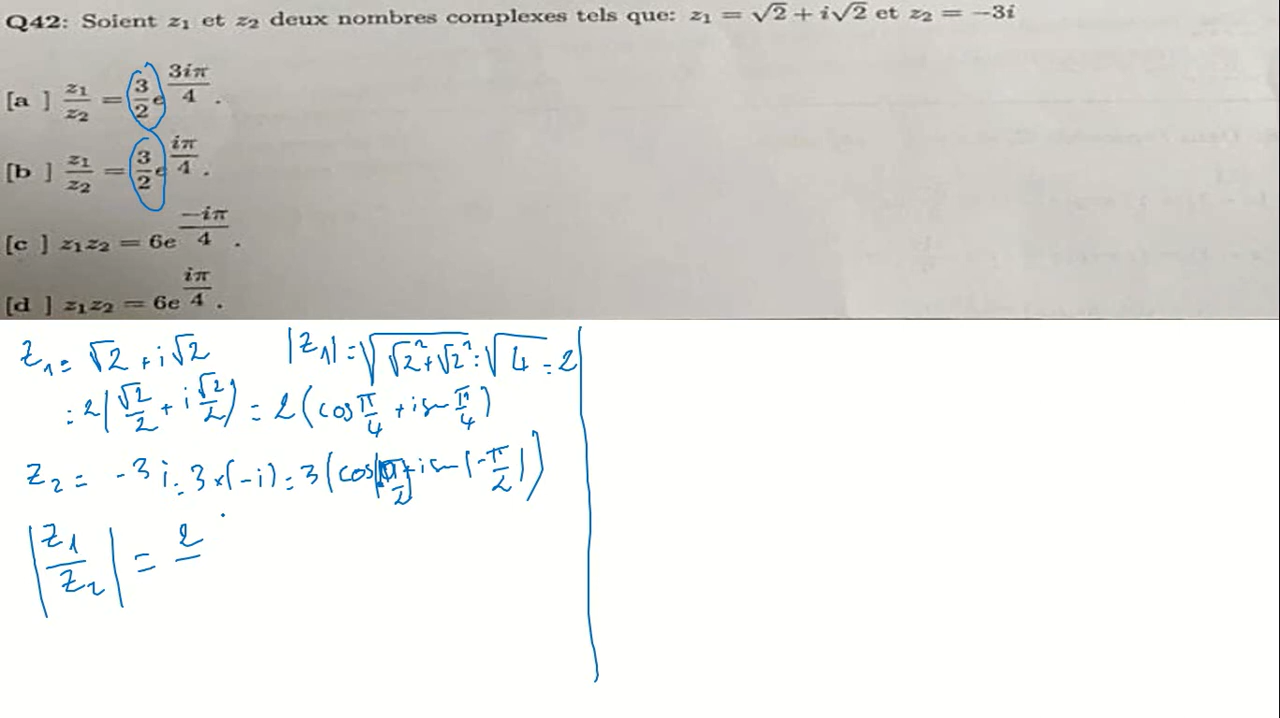 Q42: Soient z₁ et z₂ deux nombres complexes tels que: z₁ = √2 + i√2 et z₂ = −3i
[a ] z₁/z₂ = 3/2 e^(3iπ/4).
[b ] z₁/z₂ = 3/2 e^(iπ/4).
[c ] z₁z₂ = 6e^(−iπ/4).
[d ] z₁z₂ = 6e^(iπ/4).
z₁ = √2 + i√2 |z₁| = √(√2² + √2²) = √4 = 2
= 2(√2/2 + i√2/2) = 2(cos π/4 + i sin π/4)
z₂ = -3i = 3×(-i) = 3(cos(-π/2) + i sin(-π/2))
|z₁/z₂| = 2